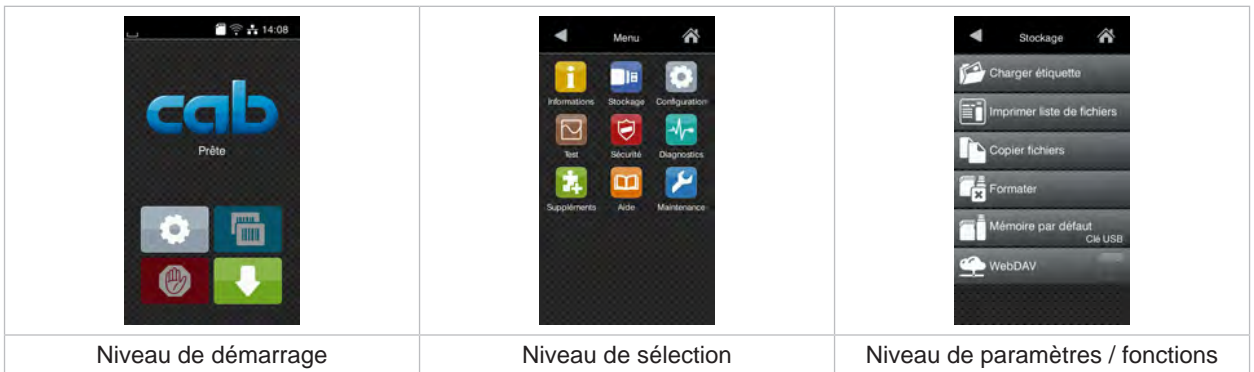 14:08
cab
Prête
Niveau de démarrage
Menu
Informations Stockage Configuration
Test Sécurité Diagnostics
Suppléments Aide Maintenance
Niveau de sélection
Stockage
Charger étiquette
Imprimer liste de fichiers
Copier fichiers
Formater
Mémoire par défaut
Clé USB
WebDAV
Niveau de paramètres / fonctions